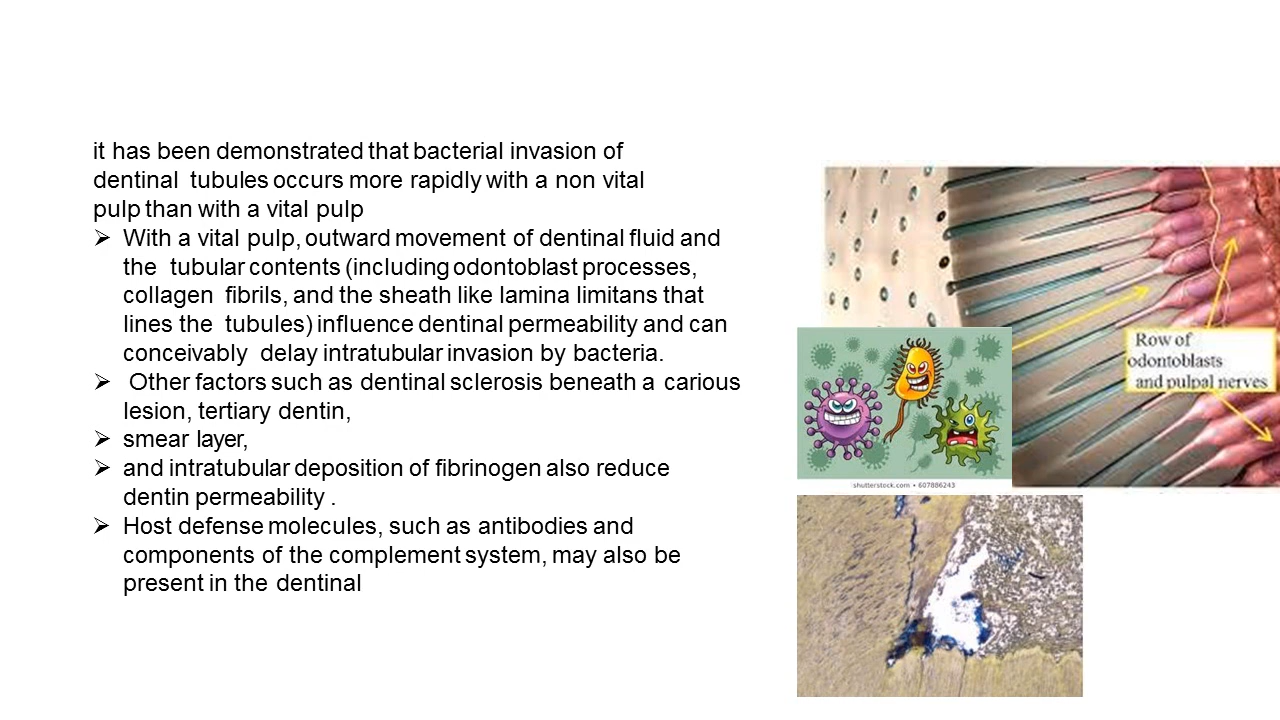 it has been demonstrated that bacterial invasion of
dentinal tubules occurs more rapidly with a non vital
pulp than with a vital pulp
➢ With a vital pulp, outward movement of dentinal fluid and
the tubular contents (including odontoblast processes,
collagen fibrils, and the sheath like lamina limitans that
lines the tubules) influence dentinal permeability and can
conceivably delay intratubular invasion by bacteria.
➢ Other factors such as dentinal sclerosis beneath a carious
lesion, tertiary dentin,
➢ smear layer,
➢ and intratubular deposition of fibrinogen also reduce
dentin permeability .
➢ Host defense molecules, such as antibodies and
components of the complement system, may also be
present in the dentinal
Row of
odontoblasts
and pulpal nerves
shutterstock.com • 607886243